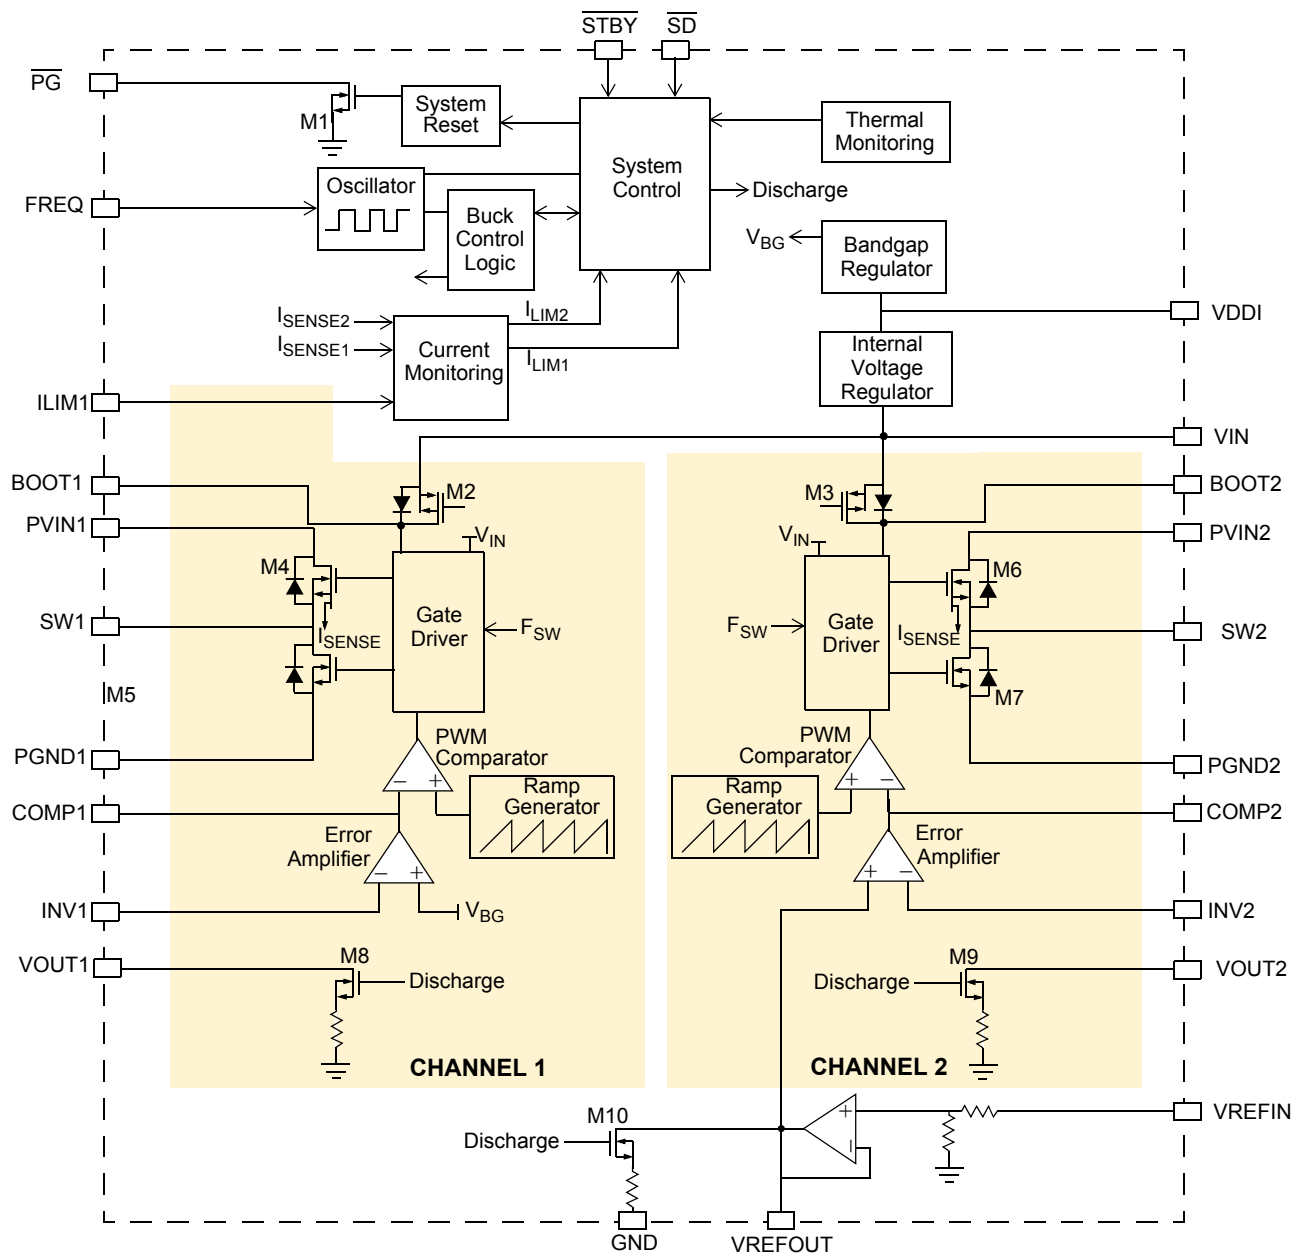 STBY
SD
PG
M1
System
Reset
System
Control
Thermal
Monitoring
FREQ
Oscillator
Buck
Control
Logic
Discharge
VBG
Bandgap
Regulator
VDDI
ISENSE2
ISENSE1
Current
Monitoring
ILIM2
ILIM1
Internal
Voltage
Regulator
ILIM1
VIN
BOOT1
M2
M3
BOOT2
PVIN1
VIN
VIN
PVIN2
M4
M6
SW1
ISENSE
Gate
Driver
FSW
FSW
Gate
Driver
ISENSE
SW2
M5
M7
PGND1
PWM
Comparator
− +
Ramp
Generator
PWM
Comparator
+ −
Ramp
Generator
PGND2
COMP1
COMP2
Error
Amplifier
− +
Error
Amplifier
+ −
INV1
VBG
INV2
VOUT1
M8
Discharge
M9
Discharge
VOUT2
CHANNEL 1
CHANNEL 2
M10
Discharge
+
−
VREFIN
GND
VREFOUT